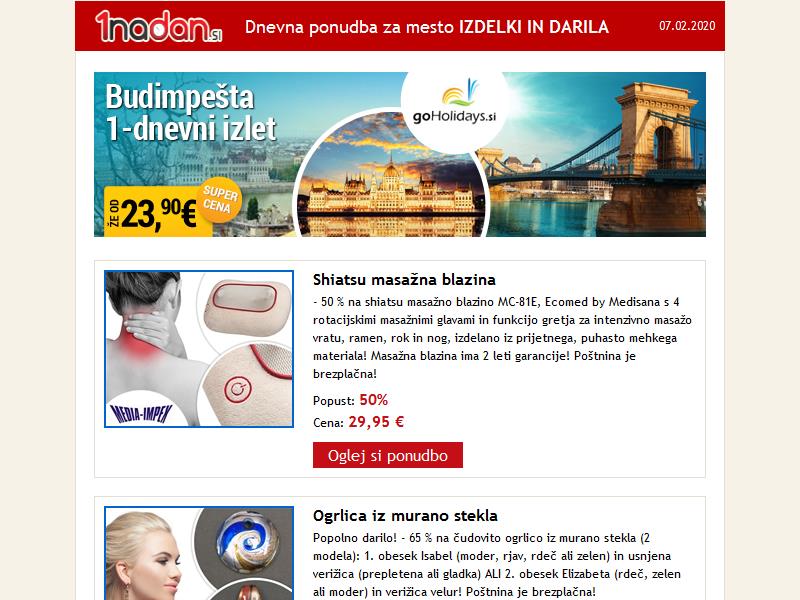 1nadan.si
Dnevna ponudba za mesto IZDELKI IN DARILA
07.02.2020
Budimpešta
1-dnevni izlet
goHolidays.si
ŽE OD
23,90€
SUPER
CENA
Shiatsu masažna blazina
- 50 % na shiatsu masažno blazino MC-81E, Ecomed by Medisana s 4
rotacijskimi masažnimi glavami in funkcijo gretja za intenzivno masažo
vratu, ramen, rok in nog, izdelano iz prijetnega, puhasto mehkega
materiala! Masažna blazina ima 2 leti garancije! Poštnina je
brezplačna!
Popust: 50%
Cena: 29,95 €
Oglej si ponudbo
MEDIA-IMPEX
Ogrlica iz murano stekla
Popolno darilo! - 65 % na čudovito ogrlico iz murano stekla (2
modela): 1. obesek Isabel (moder, rjav, rdeč ali zelen) in usnjena
verižica (prepletena ali gladka) ALI 2. obesek Elizabeta (rdeč, zelen
ali moder) in verižica velur! Poštnina je brezplačna!